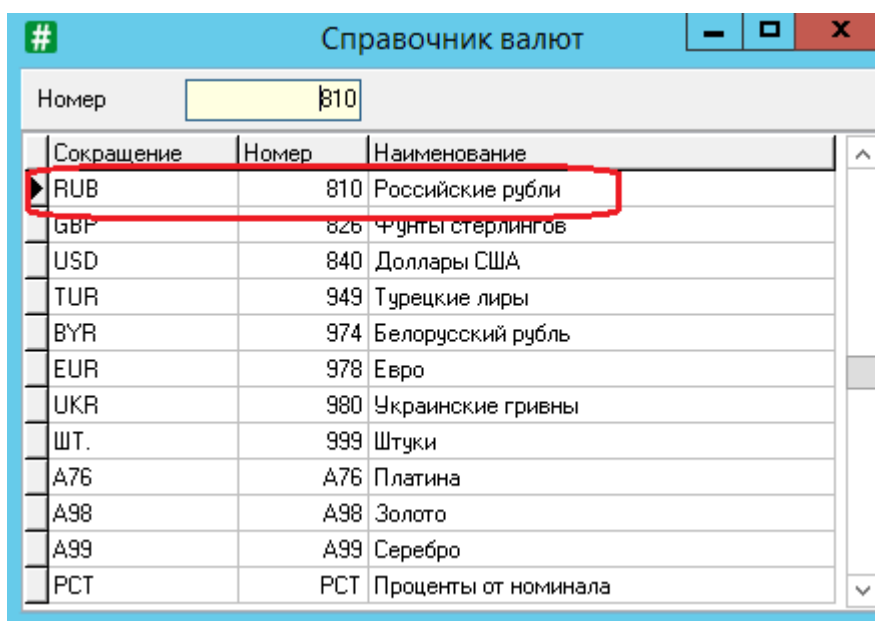 # Справочник валют
Номер 810
Сокращение Номер Наименование
RUB 810 Российские рубли
GBP 826 Фунты стерлингов
USD 840 Доллары США
TUR 949 Турецкие лиры
BYR 974 Белорусский рубль
EUR 978 Евро
UKR 980 Украинские гривны
ШТ. 999 Штуки
A76 A76 Платина
A98 A98 Золото
A99 A99 Серебро
PCT PCT Проценты от номинала